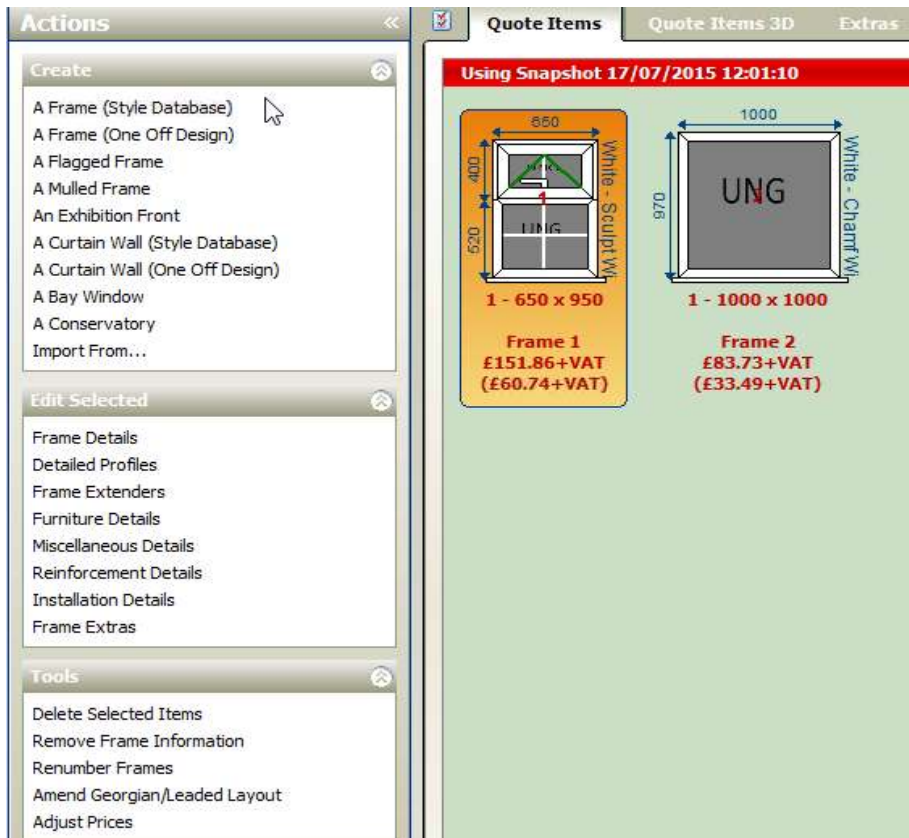 Actions
Create
A Frame (Style Database)
A Frame (One Off Design)
A Flagged Frame
A Mulled Frame
An Exhibition Front
A Curtain Wall (Style Database)
A Curtain Wall (One Off Design)
A Bay Window
A Conservatory
Import From...
Edit Selected
Frame Details
Detailed Profiles
Frame Extenders
Furniture Details
Miscellaneous Details
Reinforcement Details
Installation Details
Frame Extras
Tools
Delete Selected Items
Remove Frame Information
Renumber Frames
Amend Georgian/Leaded Layout
Adjust Prices
Quote Items
Quote Items 3D
Extras
Using Snapshot 17/07/2015 12:01:10
650
400
520
1
UNG
White - Sculpt Wi
1 - 650 x 950
Frame 1
£151.86+VAT
(£60.74+VAT)
1000
970
UNG
White - Chamf Wi
1 - 1000 x 1000
Frame 2
£83.73+VAT
(£33.49+VAT)